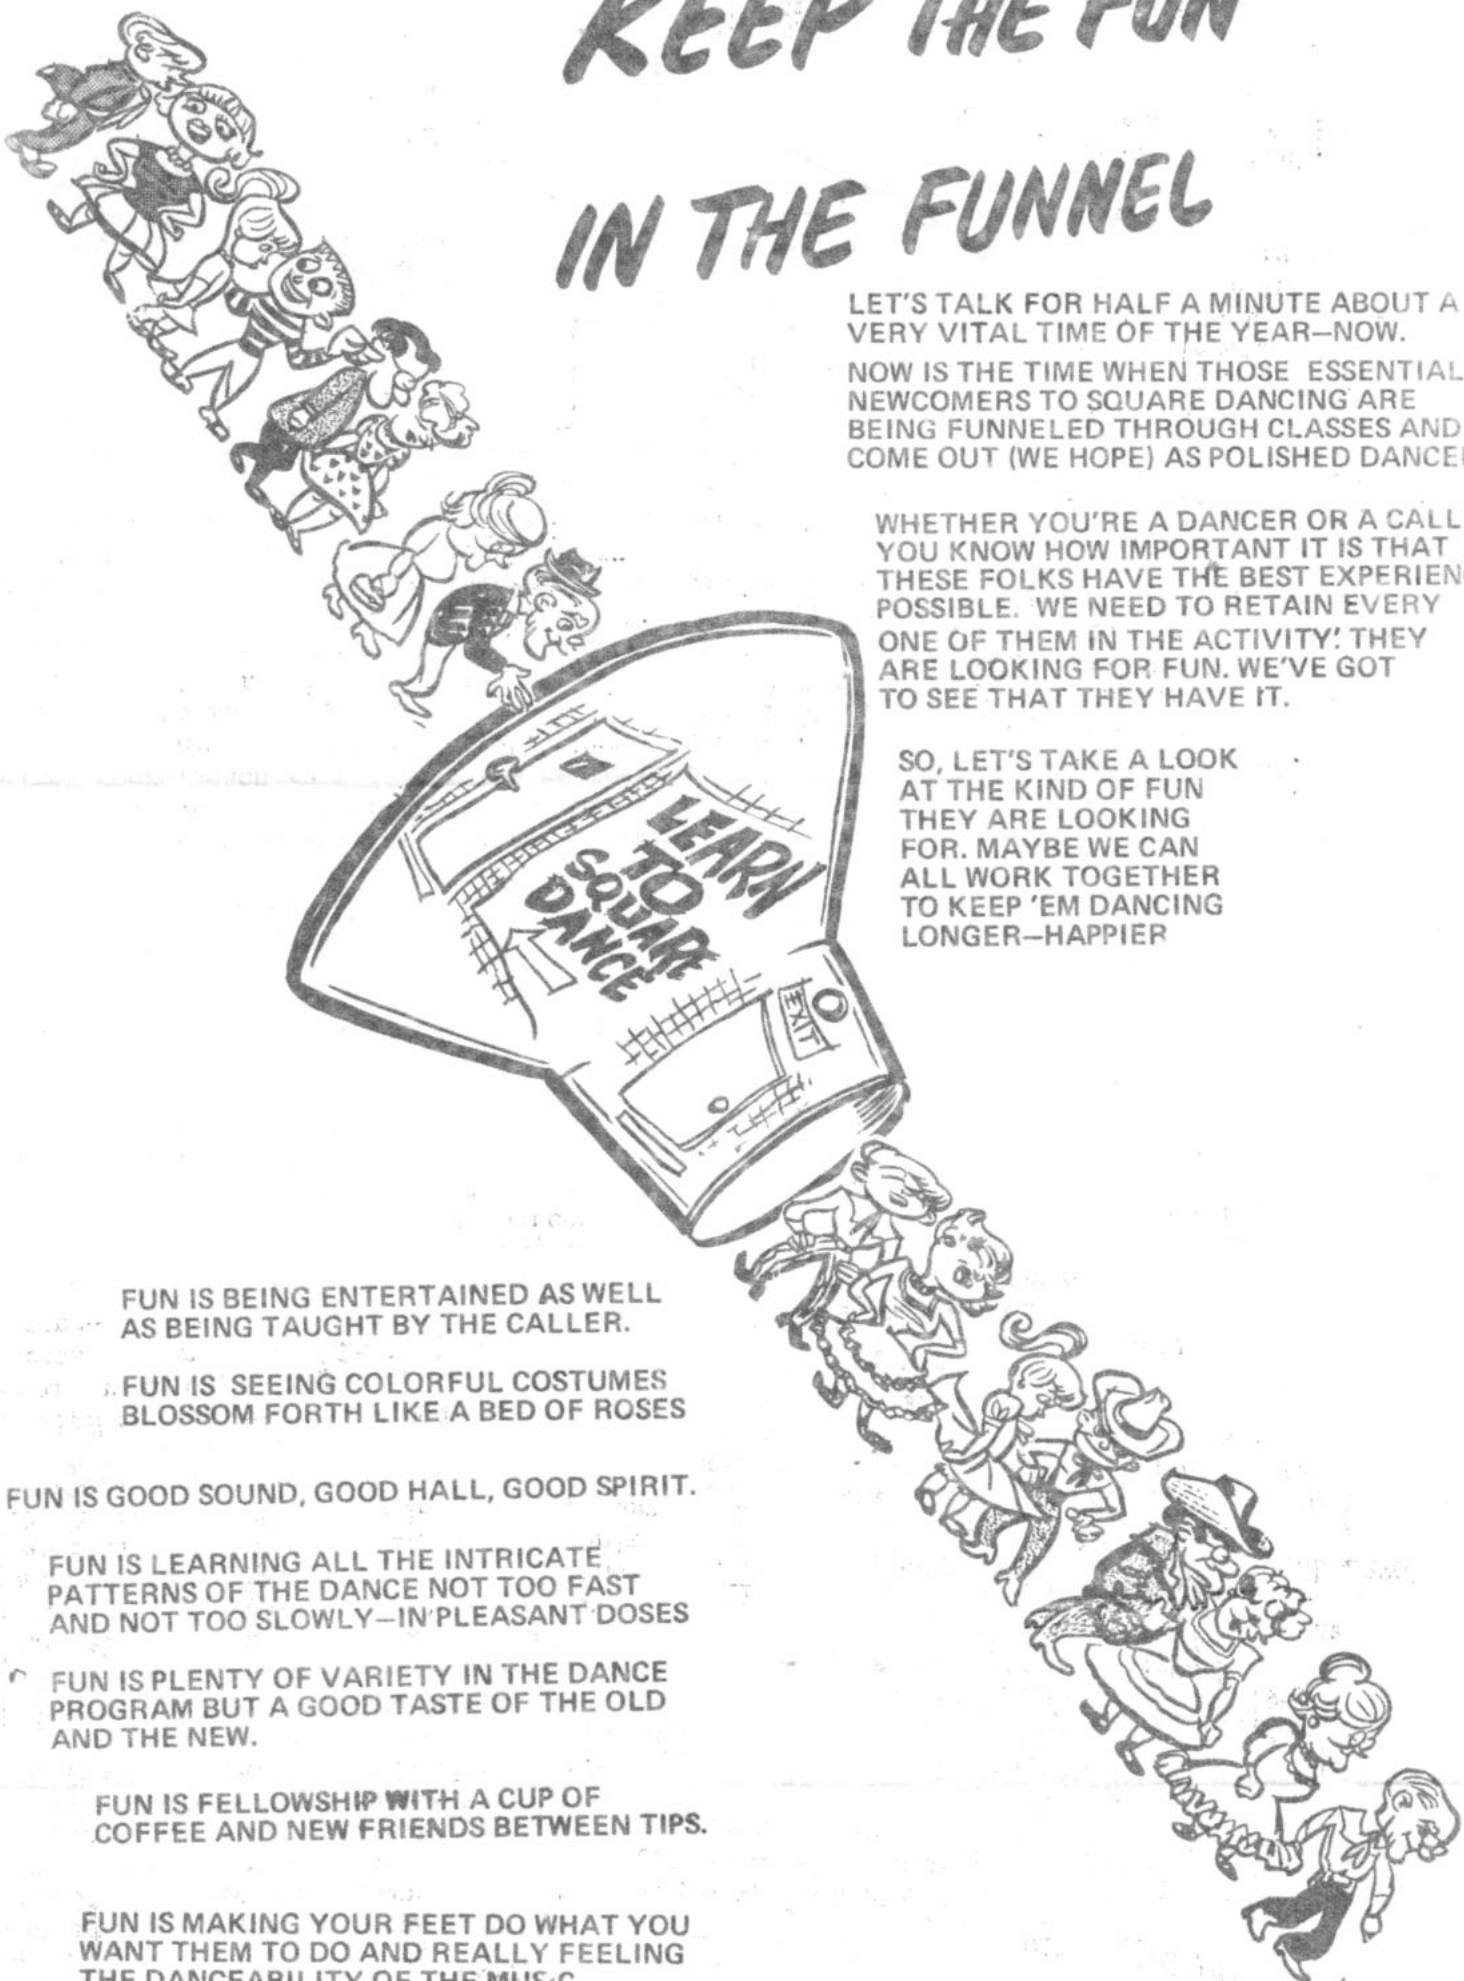 KEEP THE FUN
IN THE FUNNEL
LET'S TALK FOR HALF A MINUTE ABOUT A
VERY VITAL TIME OF THE YEAR—NOW.
NOW IS THE TIME WHEN THOSE ESSENTIAL
NEWCOMERS TO SQUARE DANCING ARE
BEING FUNNELED THROUGH CLASSES AND
COME OUT (WE HOPE) AS POLISHED DANCE
WHETHER YOU'RE A DANCER OR A CALL
YOU KNOW HOW IMPORTANT IT IS THAT
THESE FOLKS HAVE THE BEST EXPERIEN
POSSIBLE. WE NEED TO RETAIN EVERY
ONE OF THEM IN THE ACTIVITY. THEY
ARE LOOKING FOR FUN. WE'VE GOT
TO SEE THAT THEY HAVE IT.
SO, LET'S TAKE A LOOK
AT THE KIND OF FUN
THEY ARE LOOKING
FOR. MAYBE WE CAN
ALL WORK TOGETHER
TO KEEP 'EM DANCING
LONGER—HAPPIER
LEARN
TO
SQUARE
DANCE
EXIT
FUN IS BEING ENTERTAINED AS WELL
AS BEING TAUGHT BY THE CALLER.
FUN IS SEEING COLORFUL COSTUMES
BLOSSOM FORTH LIKE A BED OF ROSES
FUN IS GOOD SOUND, GOOD HALL, GOOD SPIRIT.
FUN IS LEARNING ALL THE INTRICATE
PATTERNS OF THE DANCE NOT TOO FAST
AND NOT TOO SLOWLY—IN PLEASANT DOSES
FUN IS PLENTY OF VARIETY IN THE DANCE
PROGRAM BUT A GOOD TASTE OF THE OLD
AND THE NEW.
FUN IS FELLOWSHIP WITH A CUP OF
COFFEE AND NEW FRIENDS BETWEEN TIPS.
FUN IS MAKING YOUR FEET DO WHAT YOU
WANT THEM TO DO AND REALLY FEELING
THE DANCEABILITY OF THE MUSIC